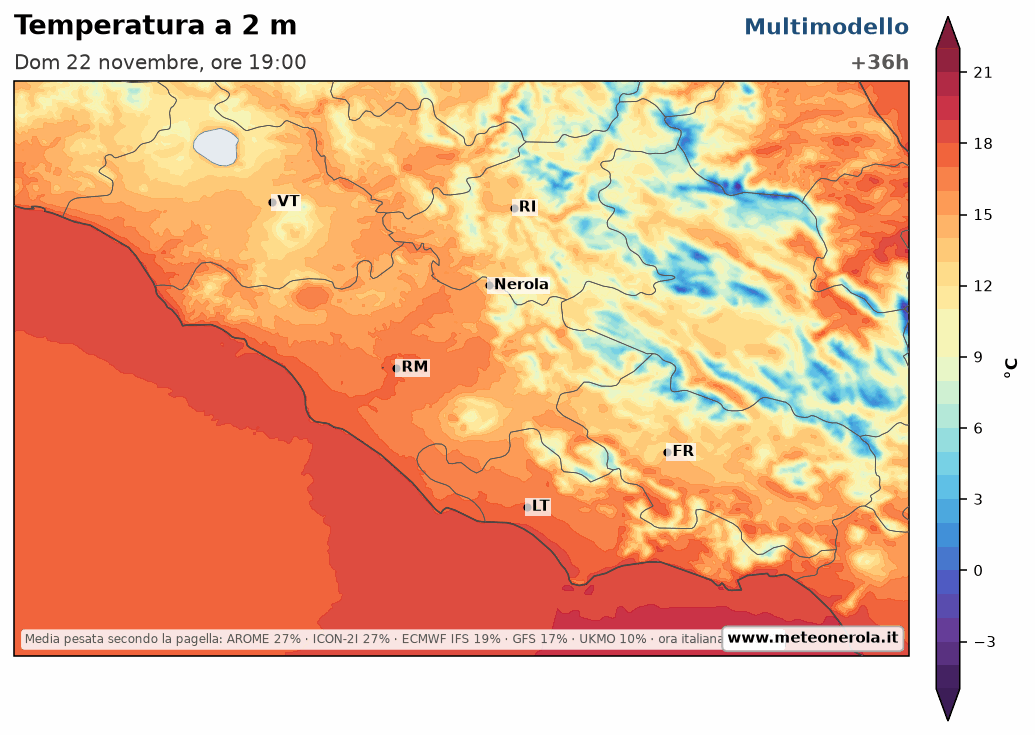 Temperatura a 2 m
Multimodello
Dom 22 novembre, ore 19:00
+36h
VT
RI
Nerola
RM
FR
LT
Media pesata secondo la pagella: AROME 27% · ICON-2I 27% · ECMWF IFS 19% · GFS 17% · UKMO 10% · ora italiana
www.meteonerola.it
21
18
15
12
9
6
3
0
−3
°C